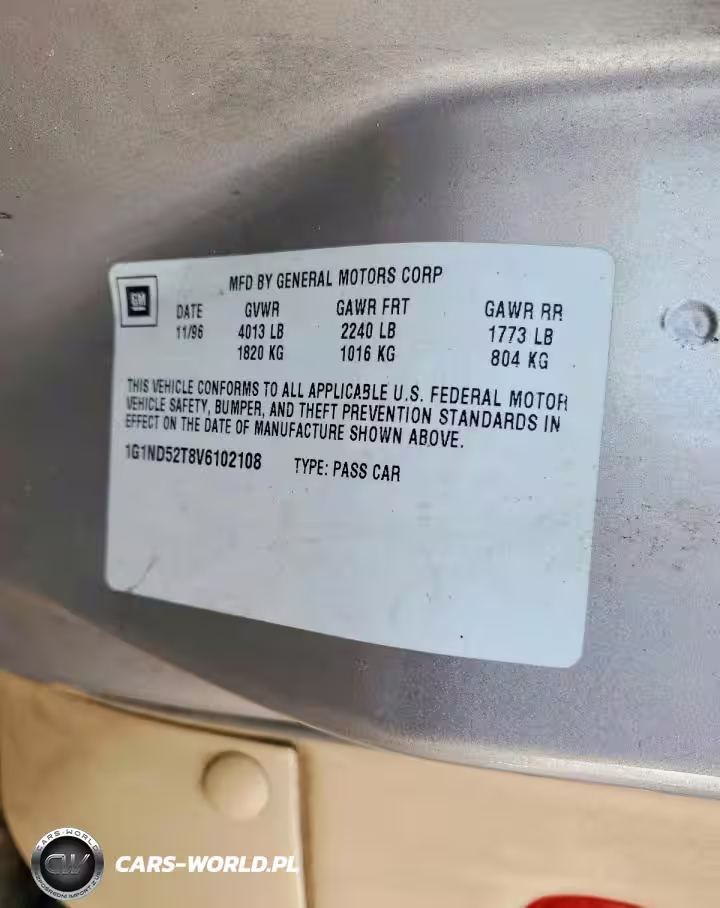 MFD BY GENERAL MOTORS CORP
GM
DATE GVWR GAWR FRT GAWR RR
11/96 4013 LB 2240 LB 1773 LB
1820 KG 1016 KG 804 KG
THIS VEHICLE CONFORMS TO ALL APPLICABLE U.S. FEDERAL MOTOR
VEHICLE SAFETY, BUMPER, AND THEFT PREVENTION STANDARDS IN
EFFECT ON THE DATE OF MANUFACTURE SHOWN ABOVE.
1G1ND52T8V6102108 TYPE: PASS CAR
CARS-WORLD
CW
CARS-WORLD.PL